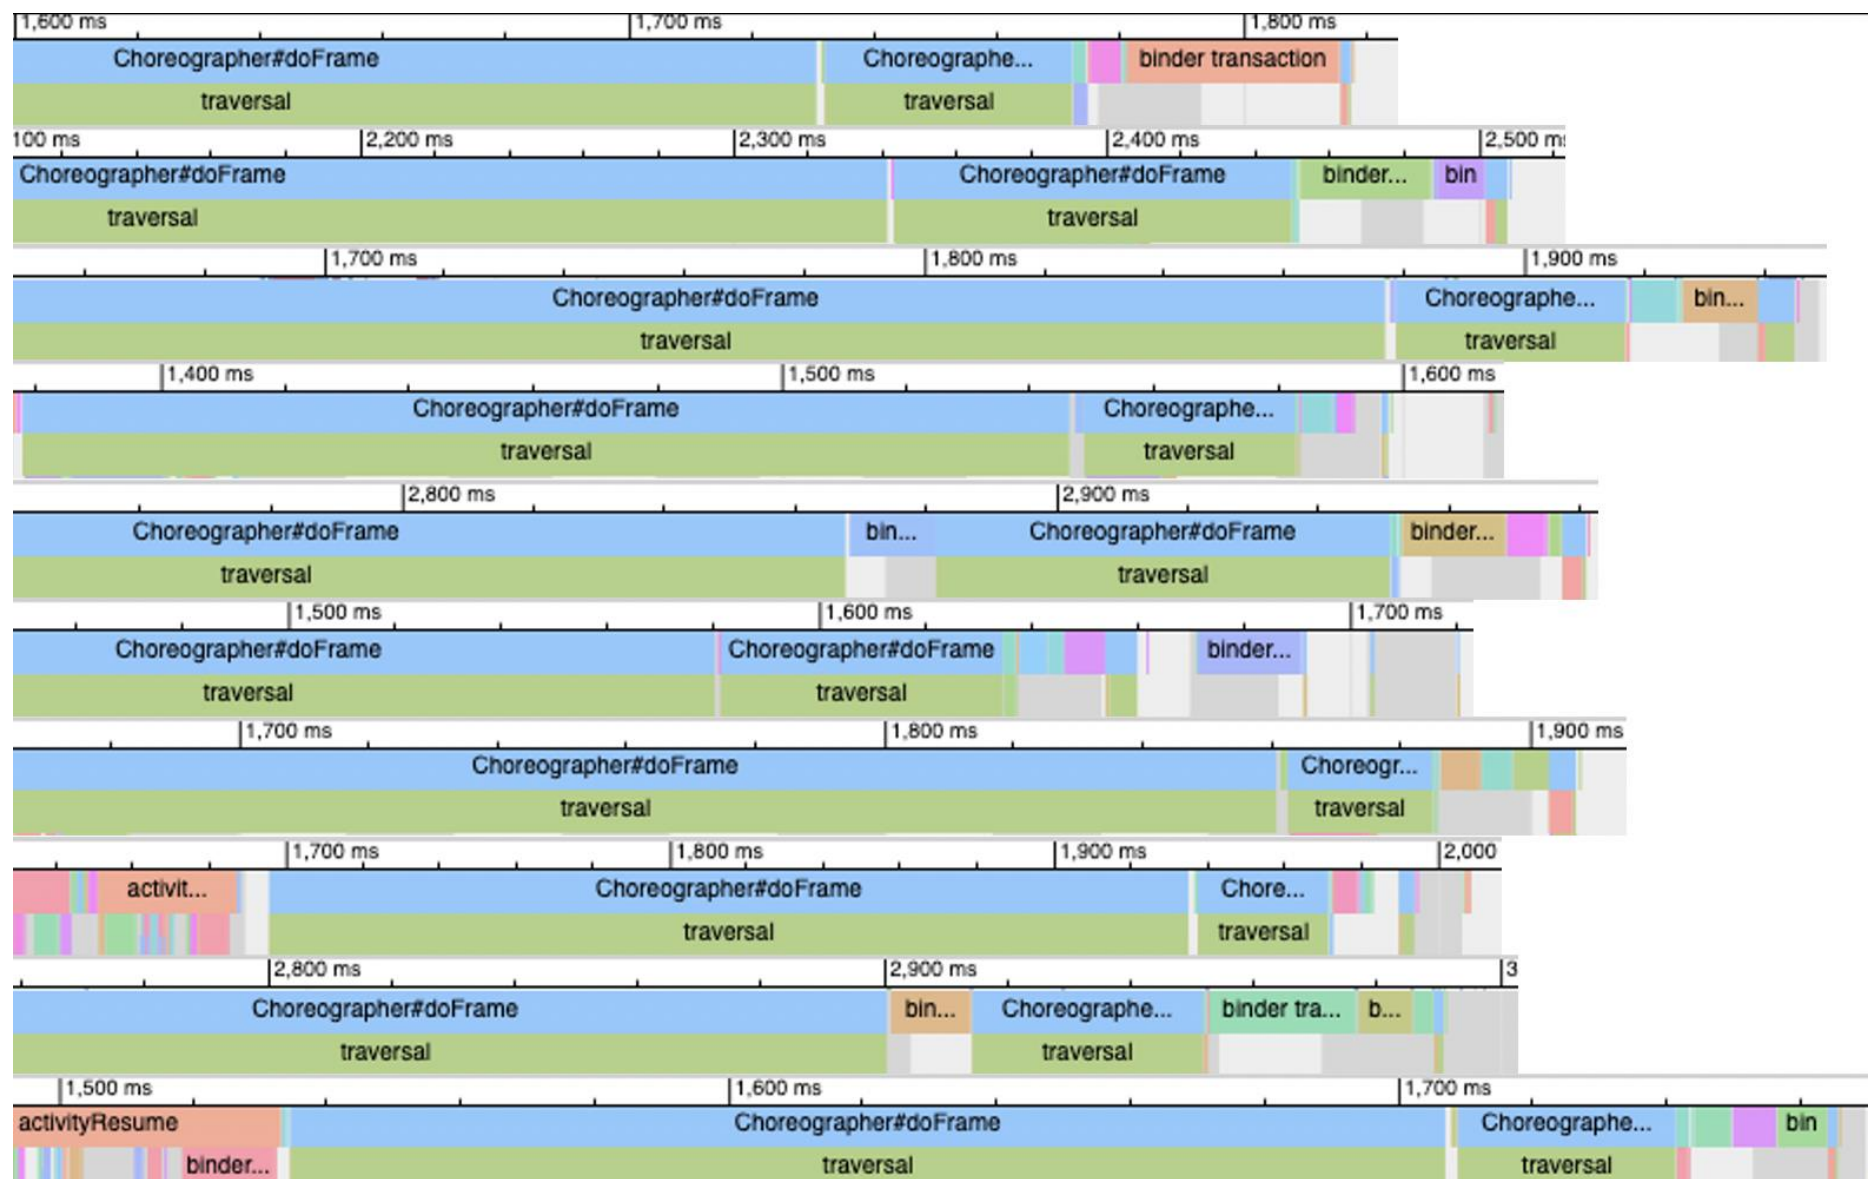 1,600 ms 1,700 ms 1,800 ms
Choreographer#doFrame Choreographe... binder transaction
traversal traversal
100 ms 2,200 ms 2,300 ms 2,400 ms 2,500 m
Choreographer#doFrame Choreographer#doFrame binder... bin
traversal traversal
1,700 ms 1,800 ms 1,900 ms
Choreographer#doFrame Choreographe... bin...
traversal traversal
1,400 ms 1,500 ms 1,600 ms
Choreographer#doFrame Choreographe...
traversal traversal
2,800 ms 2,900 ms
Choreographer#doFrame bin... Choreographer#doFrame binder...
traversal traversal
1,500 ms 1,600 ms 1,700 ms
Choreographer#doFrame Choreographer#doFrame binder...
traversal traversal
1,700 ms 1,800 ms 1,900 ms
Choreographer#doFrame Choreogr...
traversal traversal
1,700 ms 1,800 ms 1,900 ms 2,000
activit... Choreographer#doFrame Chore...
traversal traversal
2,800 ms 2,900 ms 3
Choreographer#doFrame bin... Choreographe... binder tra... b...
traversal traversal
1,500 ms 1,600 ms 1,700 ms
activityResume Choreographer#doFrame Choreographe... bin
binder... traversal traversal